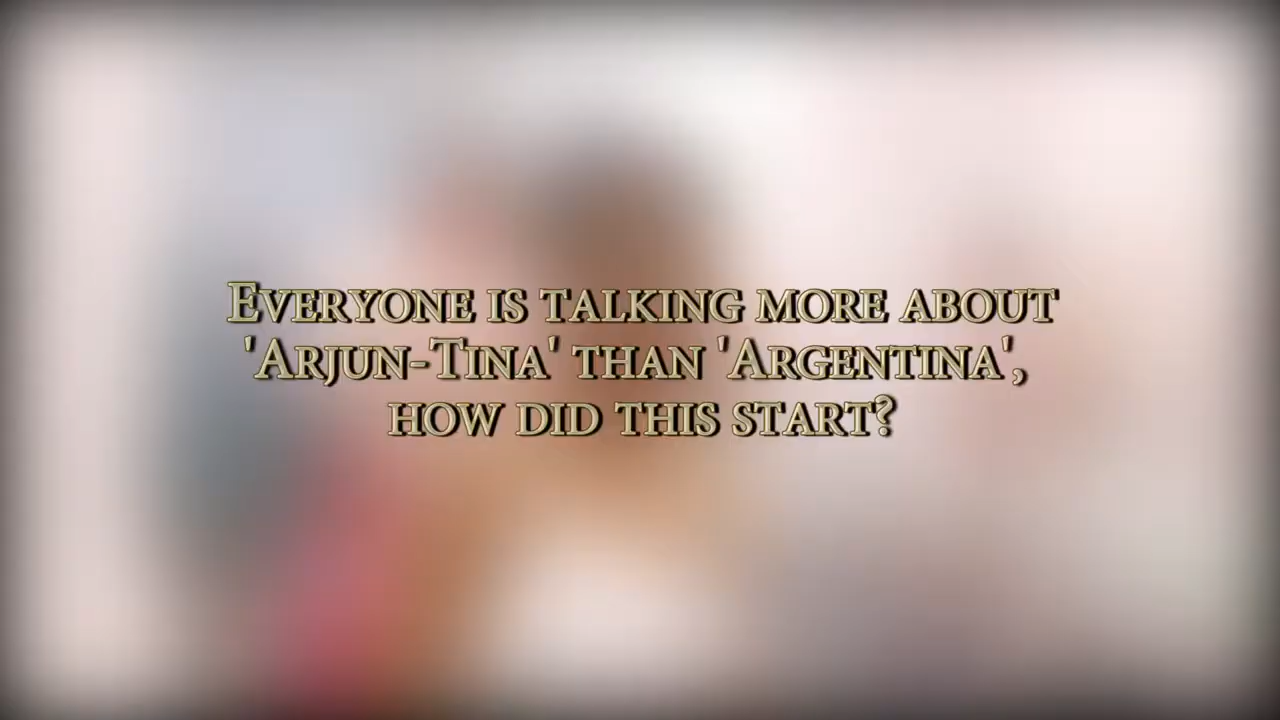 Everyone is talking more about
'Arjun-Tina' than 'Argentina',
how did this start?